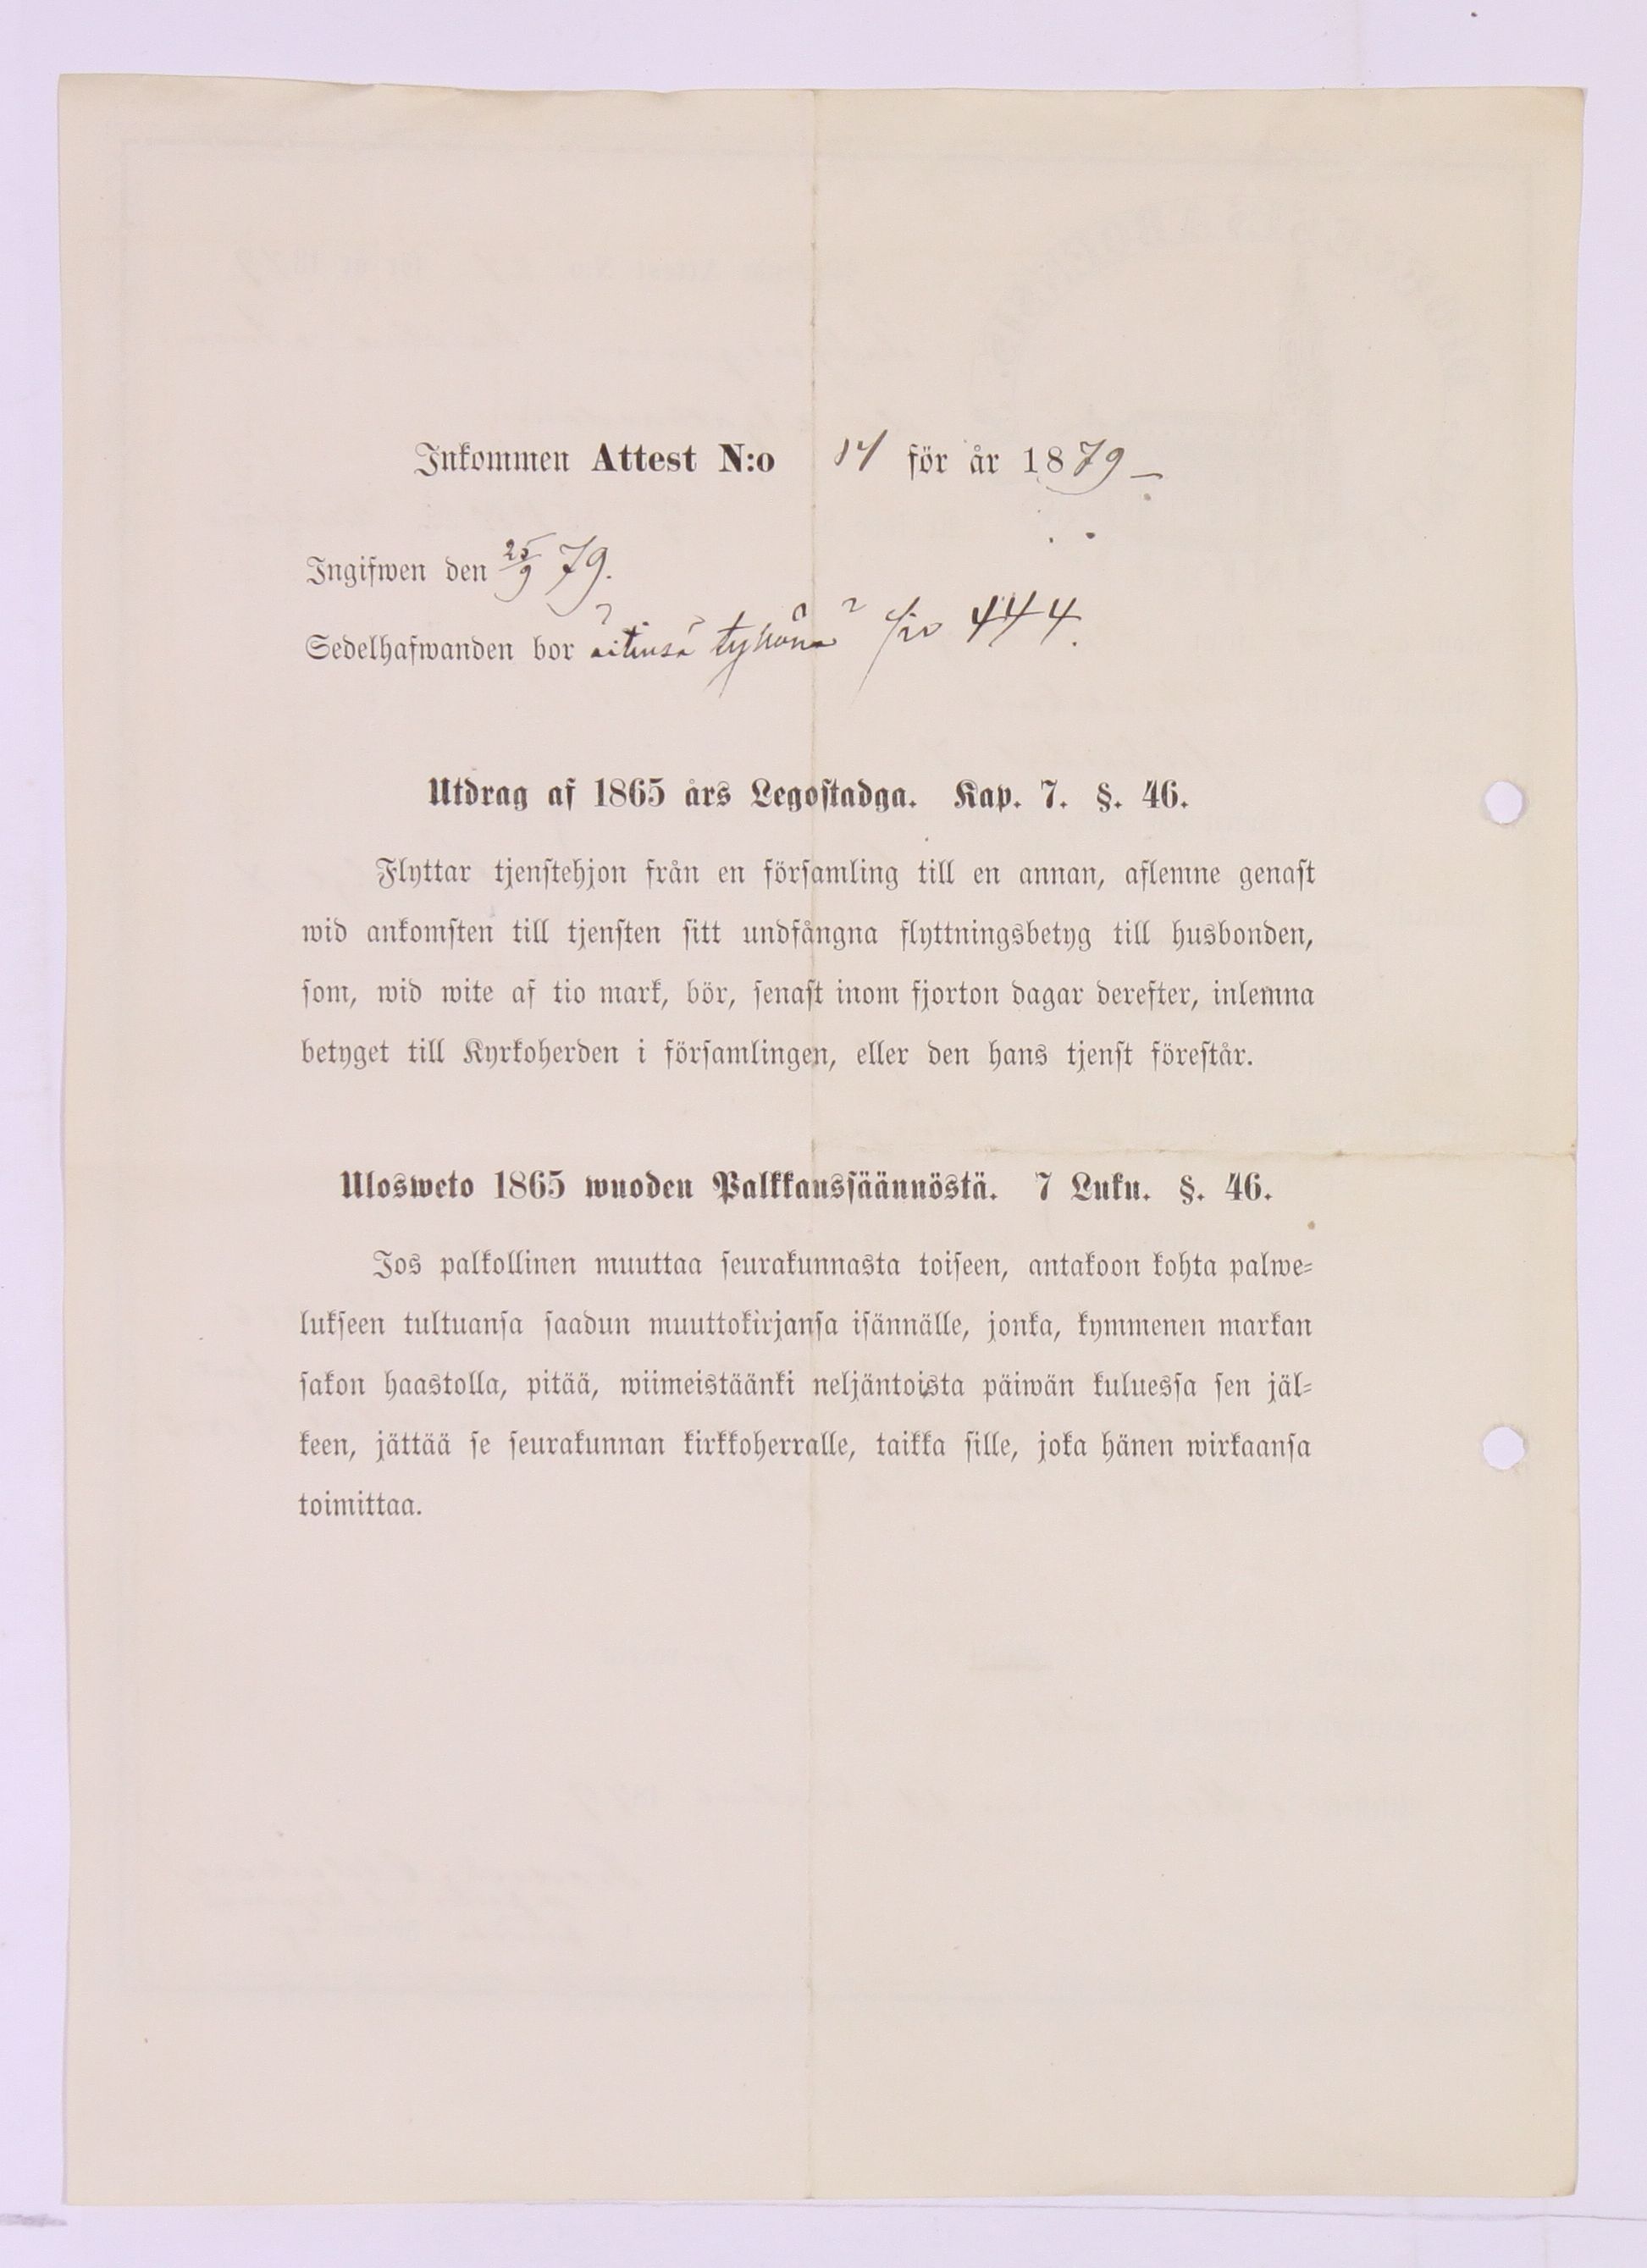 Inkommen Attest N:o 14 för år 1879
Ingifwen den 25/9 79.
Sedelhafwanden bor äitinsä tykönä N:o 444.
Utdrag af 1865 års Legostadga. Kap. 7. §. 46.
Flyttar tjenstehjon från en församling till en annan, aflemne genast
wid ankomsten till tjensten sitt undfångna flyttningsbetyg till husbonden,
som, wid wite af tio mark, bör, senast inom fjorton dagar derefter, inlemna
betyget till Kyrkoherden i församlingen, eller den hans tjenst förestår.
Ulosweto 1865 wuoden Palkkaussäännöstä. 7 Luku. §. 46.
Jos palkollinen muuttaa seurakunnasta toiseen, antakoon kohta palwe=
lukseen tultuansa saadun muuttokirjansa isännälle, jonka, kymmenen markan
sakon haastolla, pitää, wiimeistäänki neljäntoista päiwän kuluessa sen jäl=
keen, jättää se seurakunnan kirkkoherralle, taikka sille, joka hänen wirkaansa
toimittaa.